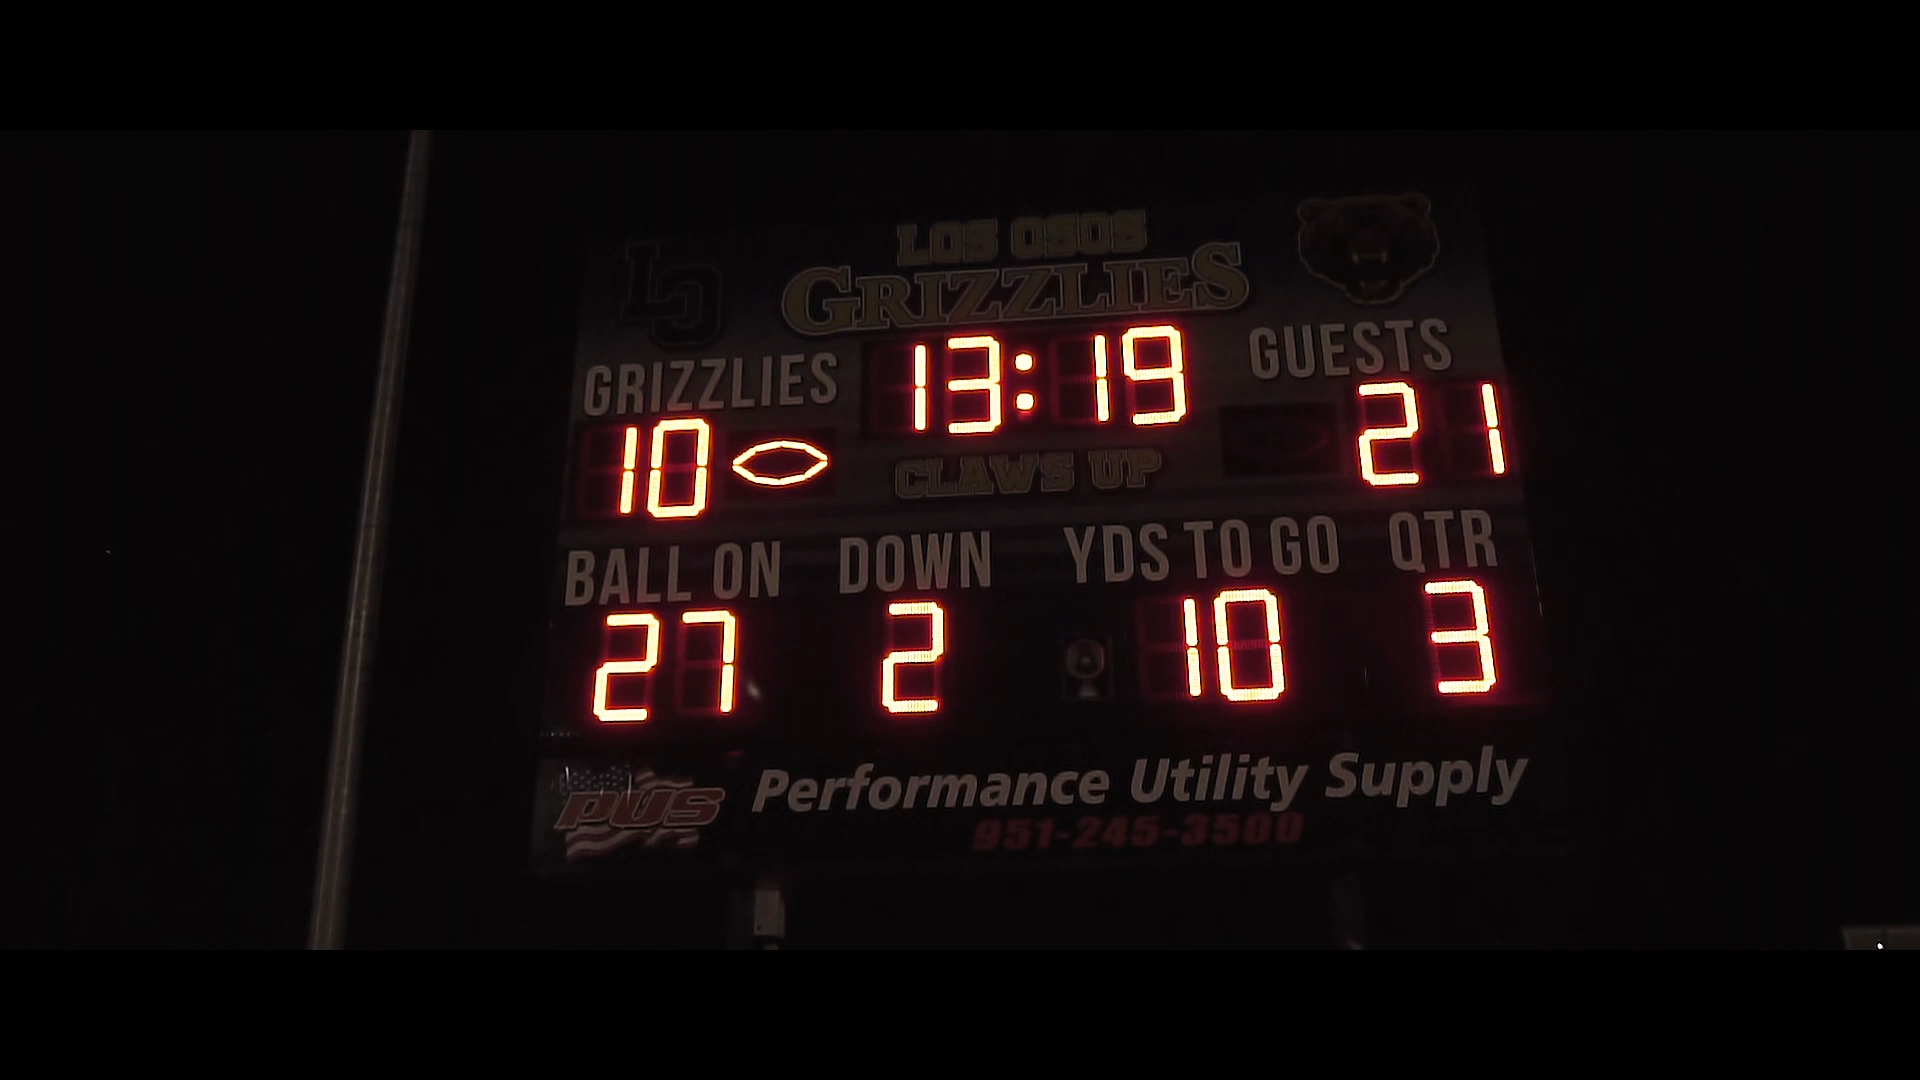 LO
LOS OSOS
GRIZZLIES
GRIZZLIES 13:19 GUESTS
10 21
CLAWS UP
BALL ON DOWN YDS TO GO QTR
27 2 10 3
PUS Performance Utility Supply
951-245-3500